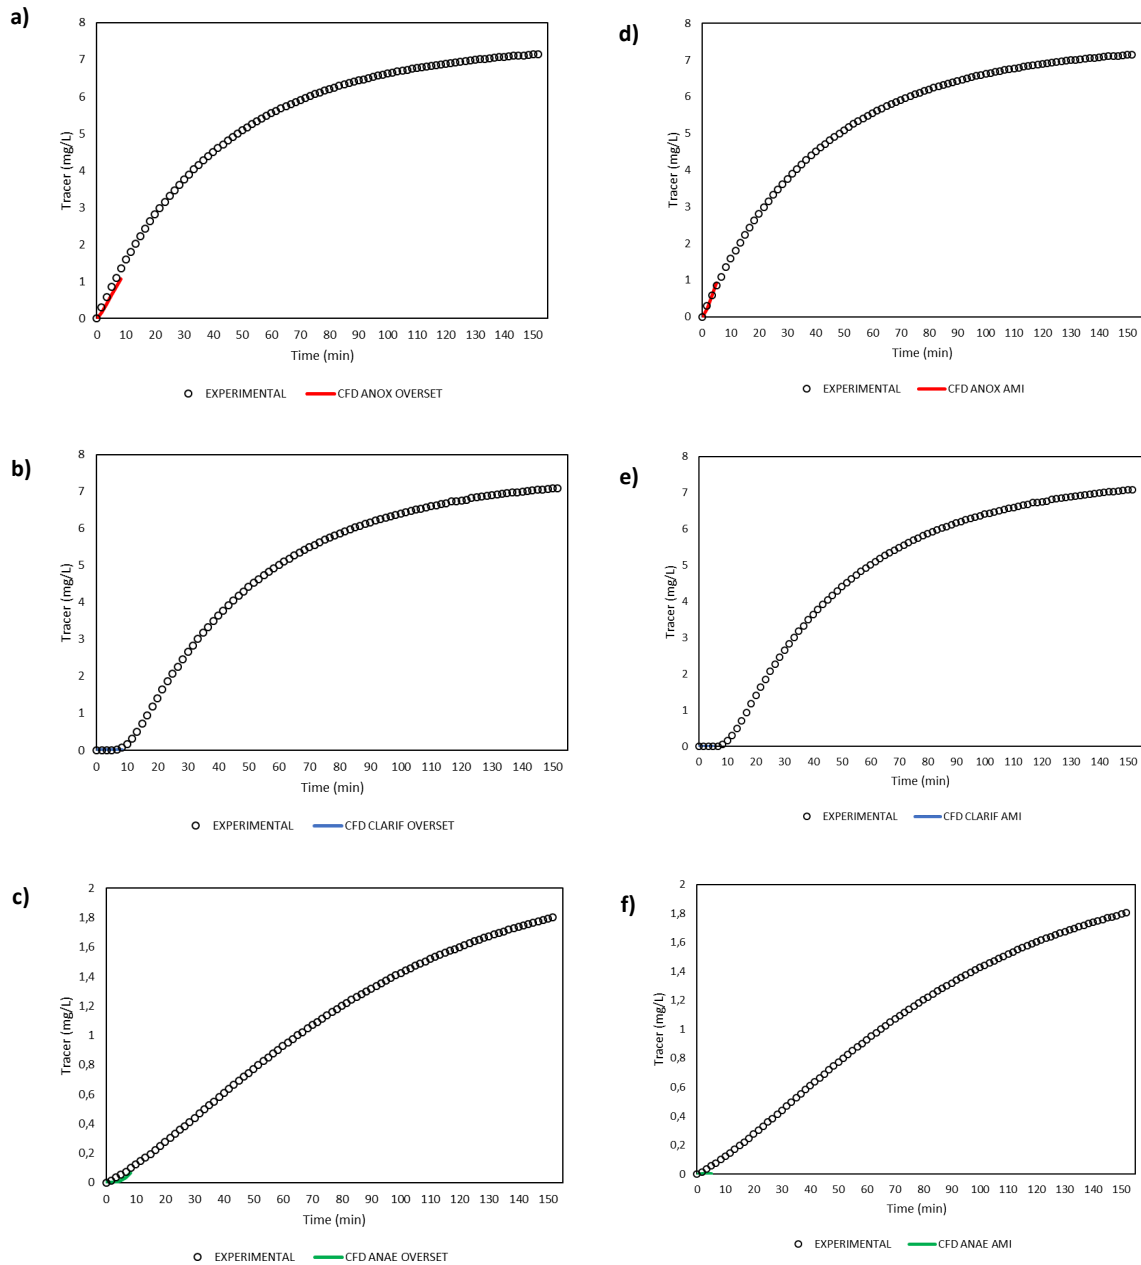 a)
8
7
6
5
4
3
2
1
0
Tracer (mg/L)
0 10 20 30 40 50 60 70 80 90 100 110 120 130 140 150
Time (min)
EXPERIMENTAL CFD ANOX OVERSET
d)
8
7
6
5
4
3
2
1
0
Tracer (mg/L)
0 10 20 30 40 50 60 70 80 90 100 110 120 130 140 150
Time (min)
EXPERIMENTAL CFD ANOX AMI
b)
8
7
6
5
4
3
2
1
0
Tracer (mg/L)
0 10 20 30 40 50 60 70 80 90 100 110 120 130 140 150
Time (min)
EXPERIMENTAL CFD CLARIF OVERSET
e)
8
7
6
5
4
3
2
1
0
Tracer (mg/L)
0 10 20 30 40 50 60 70 80 90 100 110 120 130 140 150
Time (min)
EXPERIMENTAL CFD CLARIF AMI
c)
2
1,8
1,6
1,4
1,2
1
0,8
0,6
0,4
0,2
0
Tracer (mg/L)
0 10 20 30 40 50 60 70 80 90 100 110 120 130 140 150
Time (min)
EXPERIMENTAL CFD ANAE OVERSET
f)
2
1,8
1,6
1,4
1,2
1
0,8
0,6
0,4
0,2
0
Tracer (mg/L)
0 10 20 30 40 50 60 70 80 90 100 110 120 130 140 150
Time (min)
EXPERIMENTAL CFD ANAE AMI